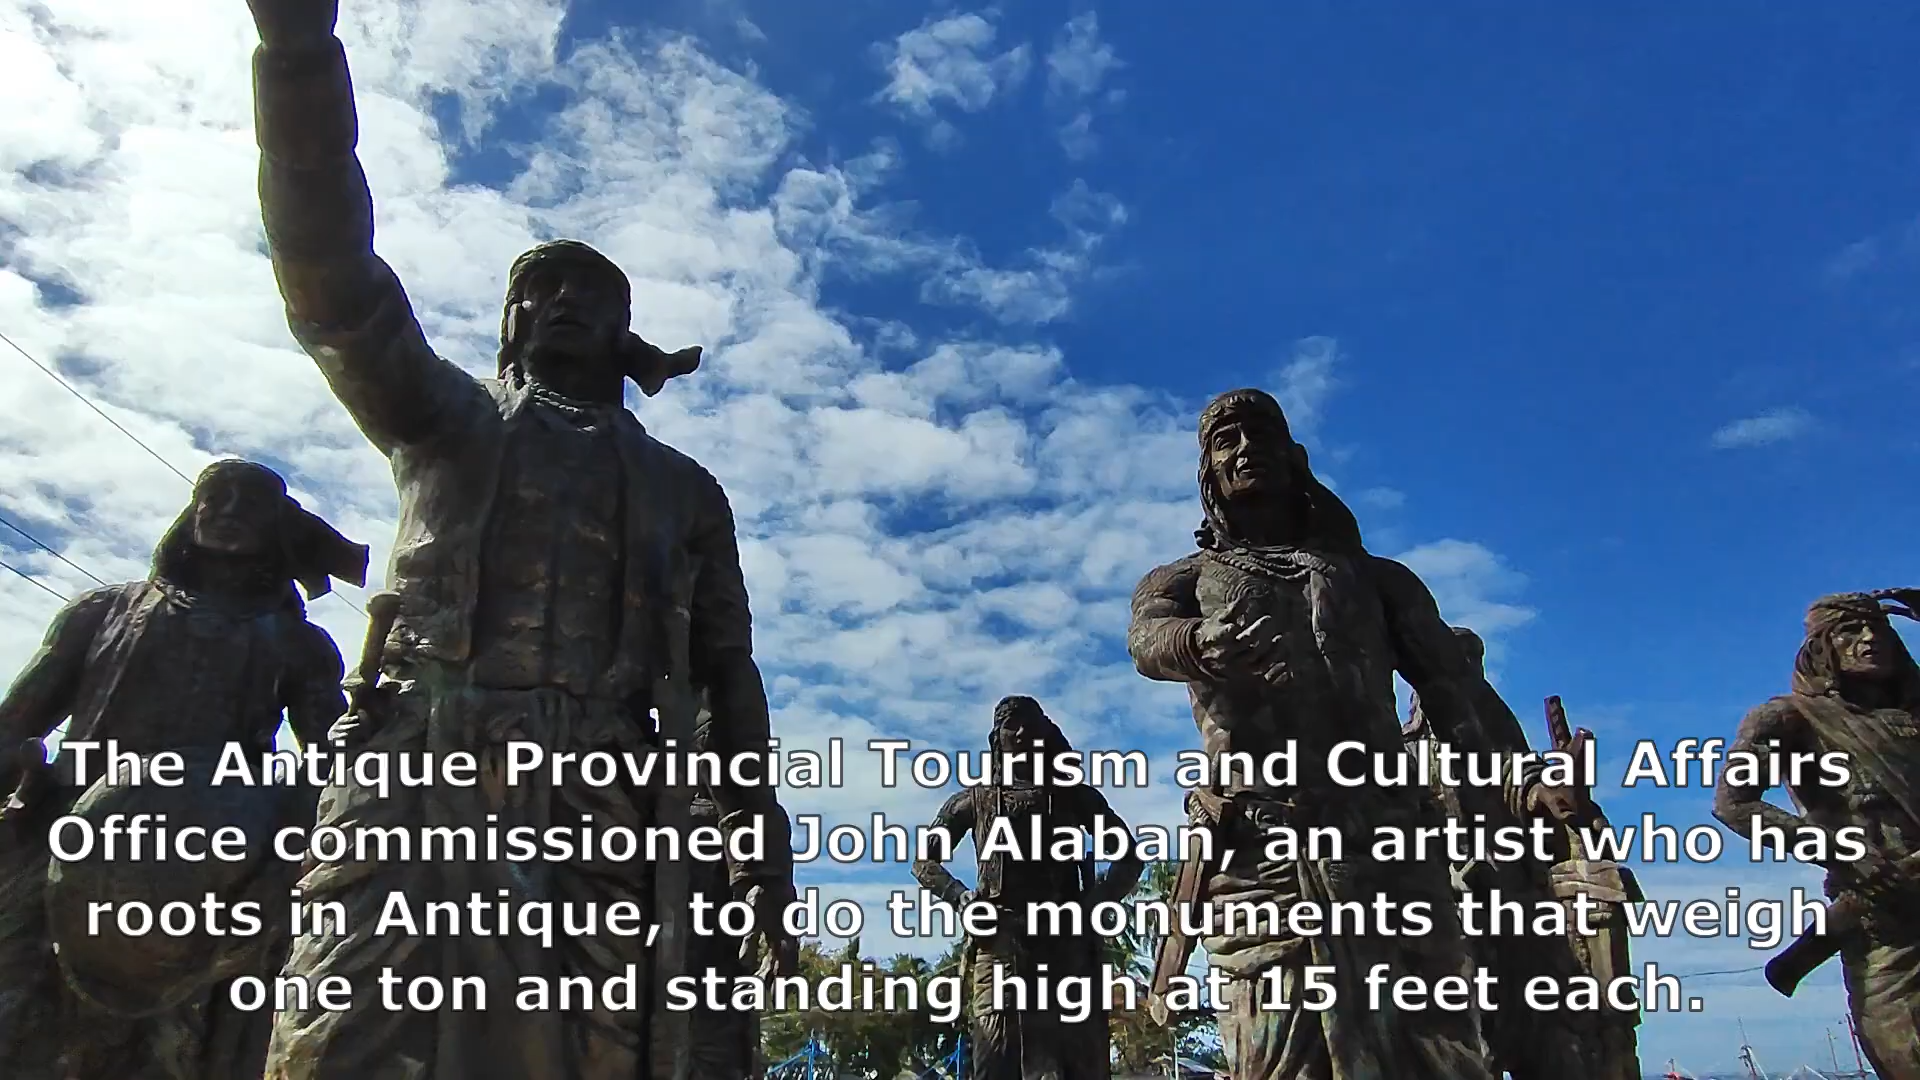 The Antique Provincial Tourism and Cultural Affairs
Office commissioned John Alaban, an artist who has
roots in Antique, to do the monuments that weigh
one ton and standing high at 15 feet each.